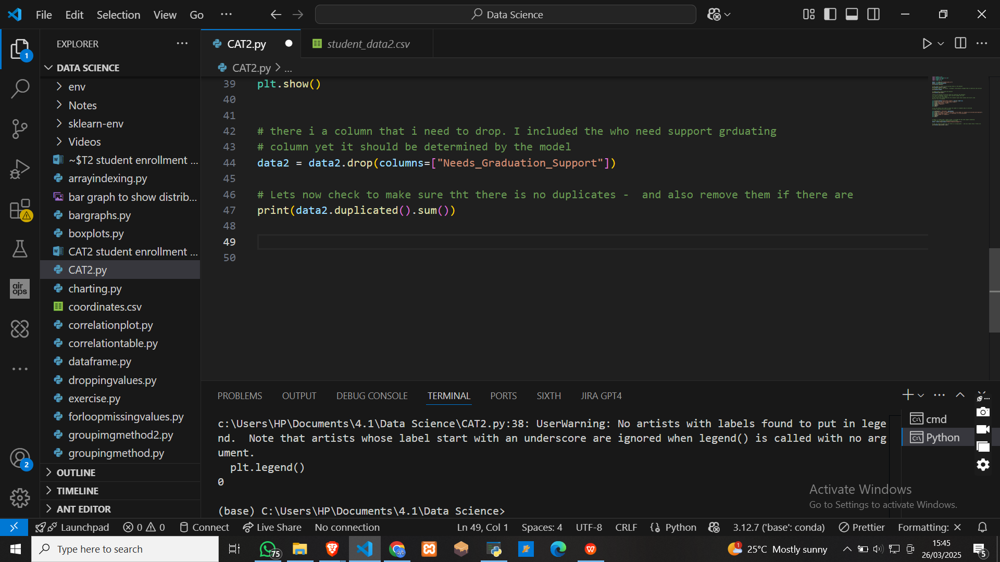 File Edit Selection View Go ...
Data Science
EXPLORER
DATA SCIENCE
env
Notes
sklearn-env
Videos
~$T2 student enrollment ...
arrayindexing.py
bar graph to show distrib...
bargraphs.py
boxplots.py
CAT2 student enrollment ...
CAT2.py
charting.py
coordinates.csv
correlationplot.py
correlationtable.py
dataframe.py
droppingvalues.py
exercise.py
forloopmissingvalues.py
groupimgmethod2.py
groupingmethod.py
OUTLINE
TIMELINE
ANT EDITOR
1
air ops
2
CAT2.py
student_data2.csv
CAT2.py > ...
39 plt.show()
40
41
42 # there i a column that i need to drop. I included the who need support grduating
43 # column yet it should be determined by the model
44 data2 = data2.drop(columns=["Needs_Graduation_Support"])
45
46 # Lets now check to make sure tht there is no duplicates -  and also remove them if there are
47 print(data2.duplicated().sum())
48
49
50
PROBLEMS OUTPUT DEBUG CONSOLE TERMINAL PORTS SIXTH JIRA GPT4
c:\Users\HP\Documents\4.1\Data Science\CAT2.py:38: UserWarning: No artists with labels found to put in lege
nd.  Note that artists whose label start with an underscore are ignored when legend() is called with no arg
ument.
plt.legend()
0
(base) C:\Users\HP\Documents\4.1\Data Science>
cmd
Python
Activate Windows
Go to Settings to activate Windows.
Launchpad 0 0 Connect Live Share No connection Ln 49, Col 1 Spaces: 4 UTF-8 CRLF {} Python 3.12.7 ('base': conda) Prettier Formatting: ×
Type here to search
75
1
25°C Mostly sunny
15:45
26/03/2025
5